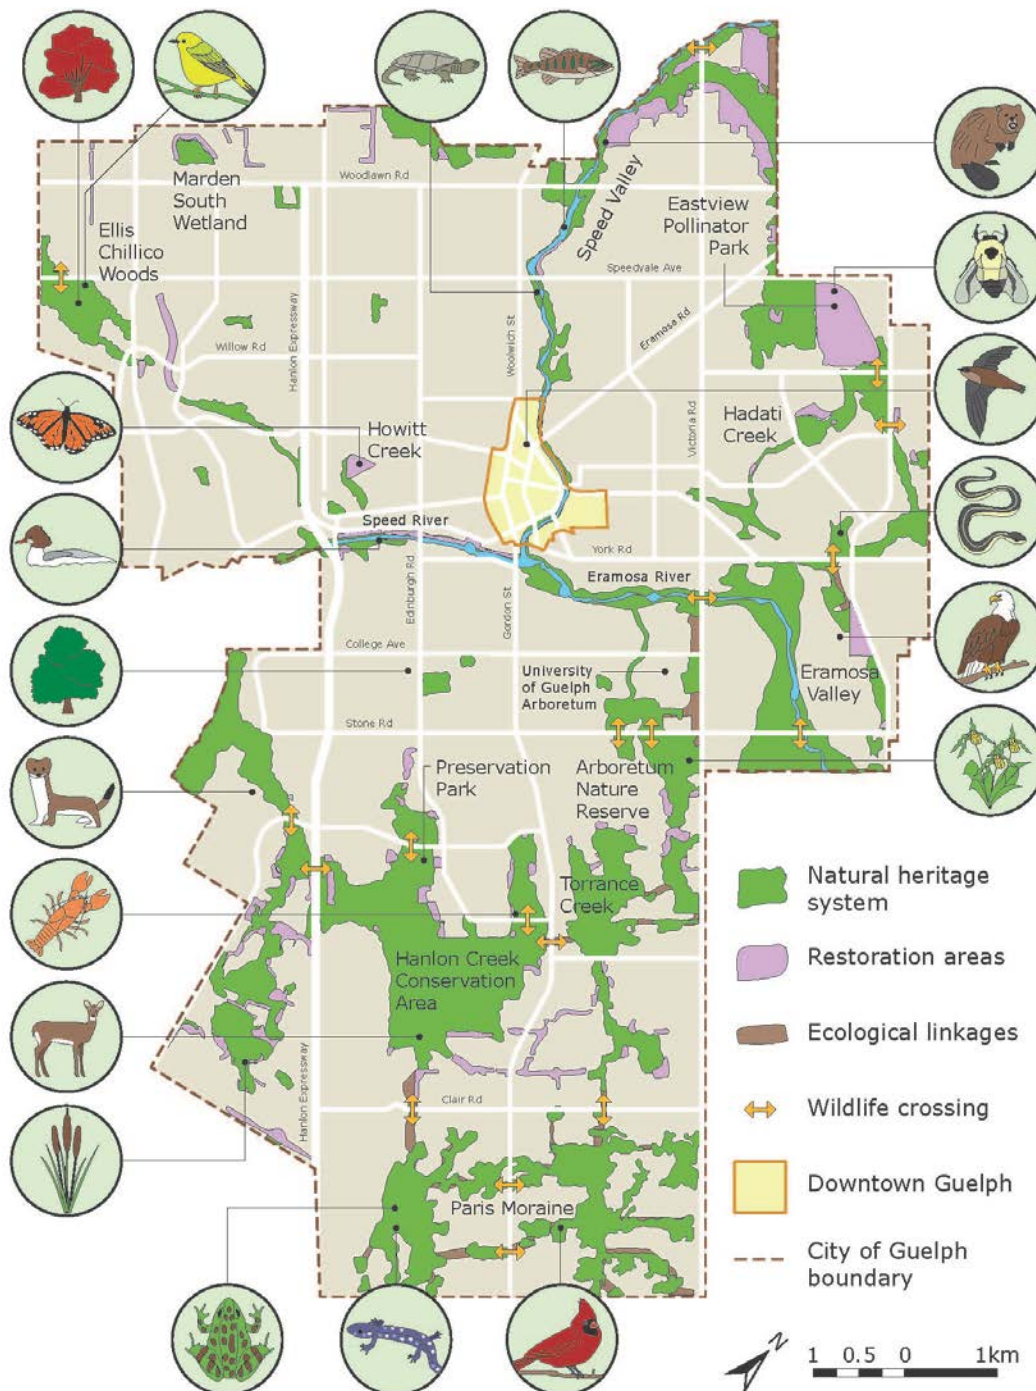 Woodlawn Rd
Marden
South
Wetland
Ellis
Chillico
Woods
Speed Valley
Eastview
Pollinator
Park
Speedvale Ave
Eramosa Rd
Woolwich St
Hanlon Expressway
Willow Rd
Victoria Rd
Hadati
Creek
Howitt
Creek
Speed River
York Rd
Eramosa River
Edinburgh Rd
Gordon St
College Ave
University
of Guelph
Arboretum
Eramosa
Valley
Stone Rd
Preservation
Park
Arboretum
Nature
Reserve
Torrance
Creek
Hanlon Creek
Conservation
Area
Hanlon Expressway
Clair Rd
Paris Moraine
Natural heritage
system
Restoration areas
Ecological linkages
Wildlife crossing
Downtown Guelph
City of Guelph
boundary
N
1 0.5 0 1km